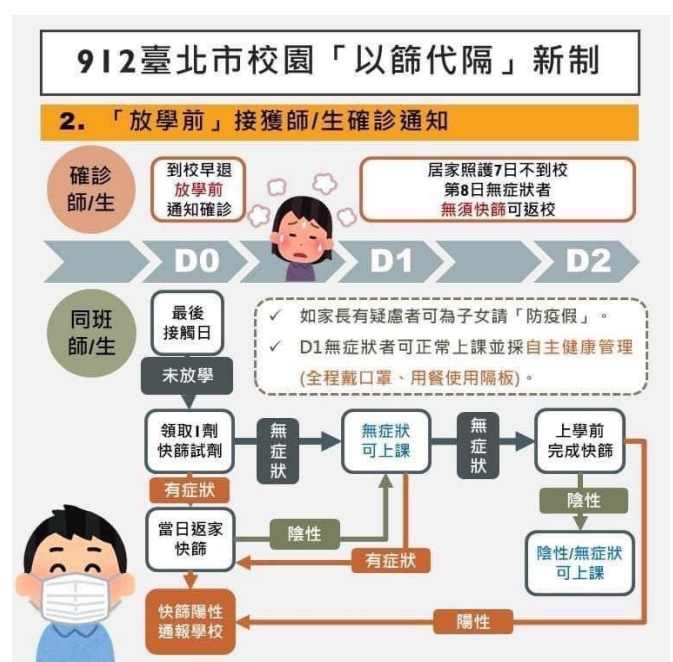 912臺北市校園「以篩代隔」新制
2. 「放學前」接獲師/生確診通知
確診
師/生
到校早退
放學前
通知確診
居家照護7日不到校
第8日無症狀者
無須快篩可返校
D0
D1
D2
同班
師/生
最後
接觸日
✓ 如家長有疑慮者可為子女請「防疫假」。
✓ D1無症狀者可正常上課並採自主健康管理
(全程戴口罩、用餐使用隔板)。
未放學
領取1劑
快篩試劑
無症狀
無症狀
可上課
無症狀
上學前
完成快篩
有症狀
陰性
當日返家
快篩
陰性
有症狀
陰性/無症狀
可上課
快篩陽性
通報學校
陽性